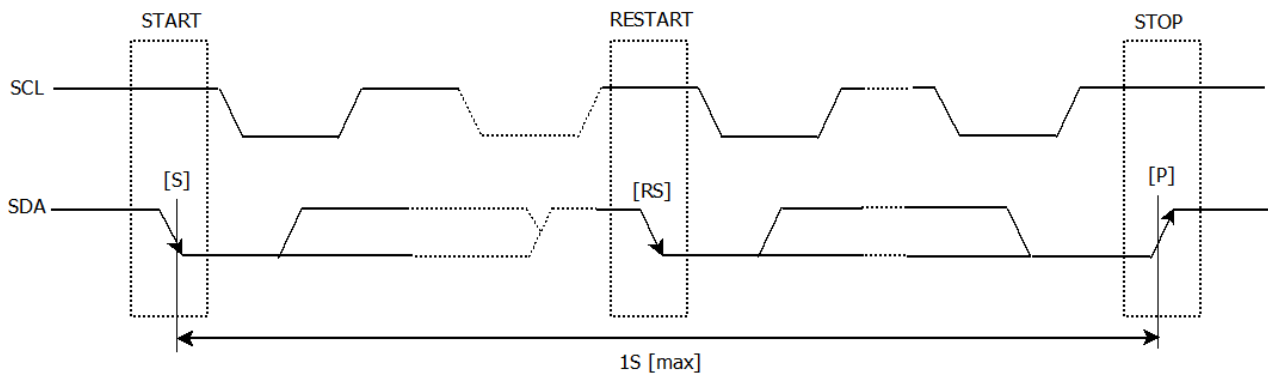 START
RESTART
STOP
SCL
[S]
[RS]
[P]
SDA
1S [max]